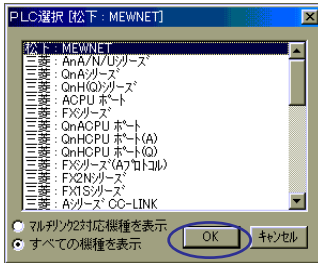 PLC選択 [松下 : MEWNET]
松下 : MEWNET
三菱 : AnA/N/Uｼﾘｰｽﾞ
三菱 : QnAｼﾘｰｽﾞ
三菱 : QnH(Q)ｼﾘｰｽﾞ
三菱 : ACPU ﾎﾟｰﾄ
三菱 : FXｼﾘｰｽﾞ
三菱 : QnACPU ﾎﾟｰﾄ
三菱 : QnHCPU ﾎﾟｰﾄ(A)
三菱 : QnHCPU ﾎﾟｰﾄ(Q)
三菱 : FXｼﾘｰｽﾞ(Aﾌﾟﾛﾄｺﾙ)
三菱 : FX2Nｼﾘｰｽﾞ
三菱 : FX1Sｼﾘｰｽﾞ
三菱 : Aｼﾘｰｽﾞ CC-LINK
ﾏﾙﾁﾘﾝｸ2対応機種を表示
すべての機種を表示
OK
ｷｬﾝｾﾙ